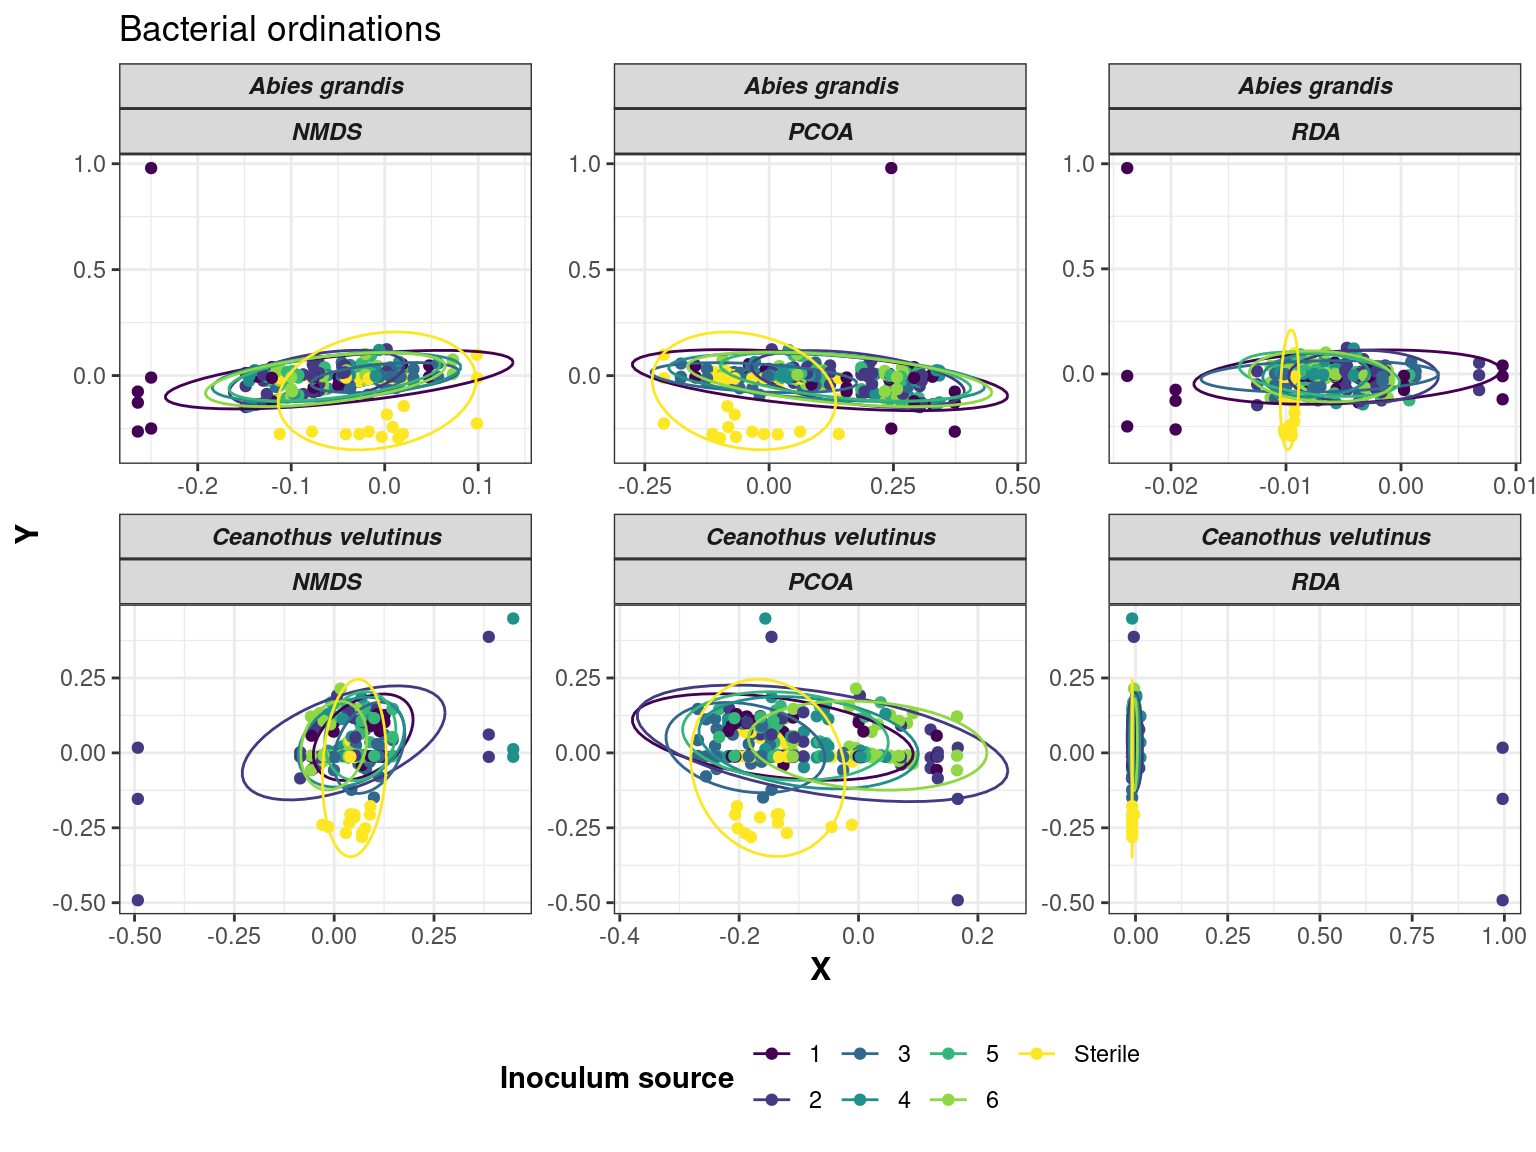 Bacterial ordinations
Abies grandis Abies grandis Abies grandis
NMDS PCOA RDA
1.0 1.0 1.0
0.5 0.5 0.5
0.0 0.0 0.0
-0.2 -0.1 0.0 0.1 -0.25 0.00 0.25 0.50 -0.02 -0.01 0.00 0.01
Y
Ceanothus velutinus Ceanothus velutinus Ceanothus velutinus
NMDS PCOA RDA
0.25 0.25 0.25
0.00 0.00 0.00
-0.25 -0.25 -0.25
-0.50 -0.50 -0.50
-0.50 -0.25 0.00 0.25 -0.4 -0.2 0.0 0.2 0.00 0.25 0.50 0.75 1.00
X
Inoculum source
1 3 5 Sterile
2 4 6